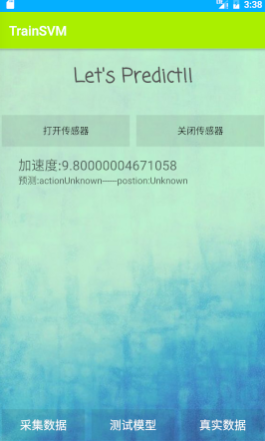 3:38
TrainSVM
Let's Predict!!
打开传感器
关闭传感器
加速度:9.80000004671058
预测:actionUnknown-----postion:Unknown
采集数据
测试模型
真实数据